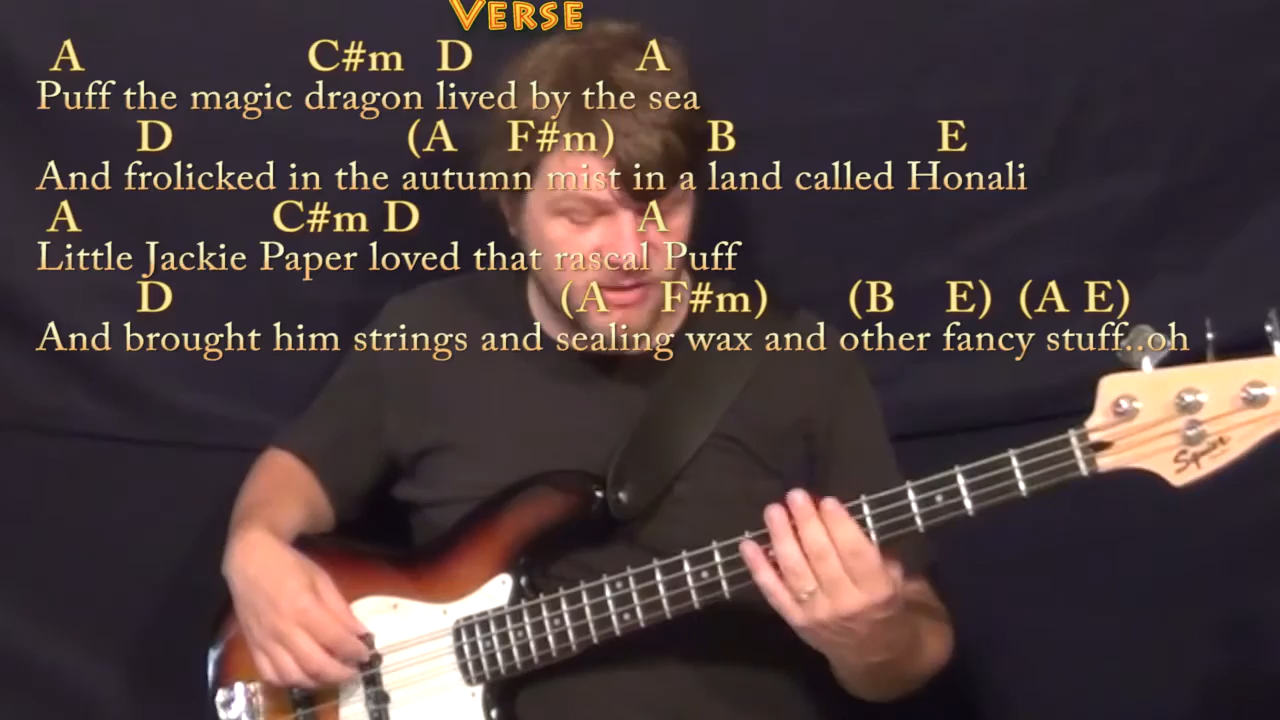 VERSE
A C#m D A
Puff the magic dragon lived by the sea
D (A F#m) B E
And frolicked in the autumn mist in a land called Honali
A C#m D A
Little Jackie Paper loved that rascal Puff
D (A F#m) (B E) (A E)
And brought him strings and sealing wax and other fancy stuff..oh
Squier